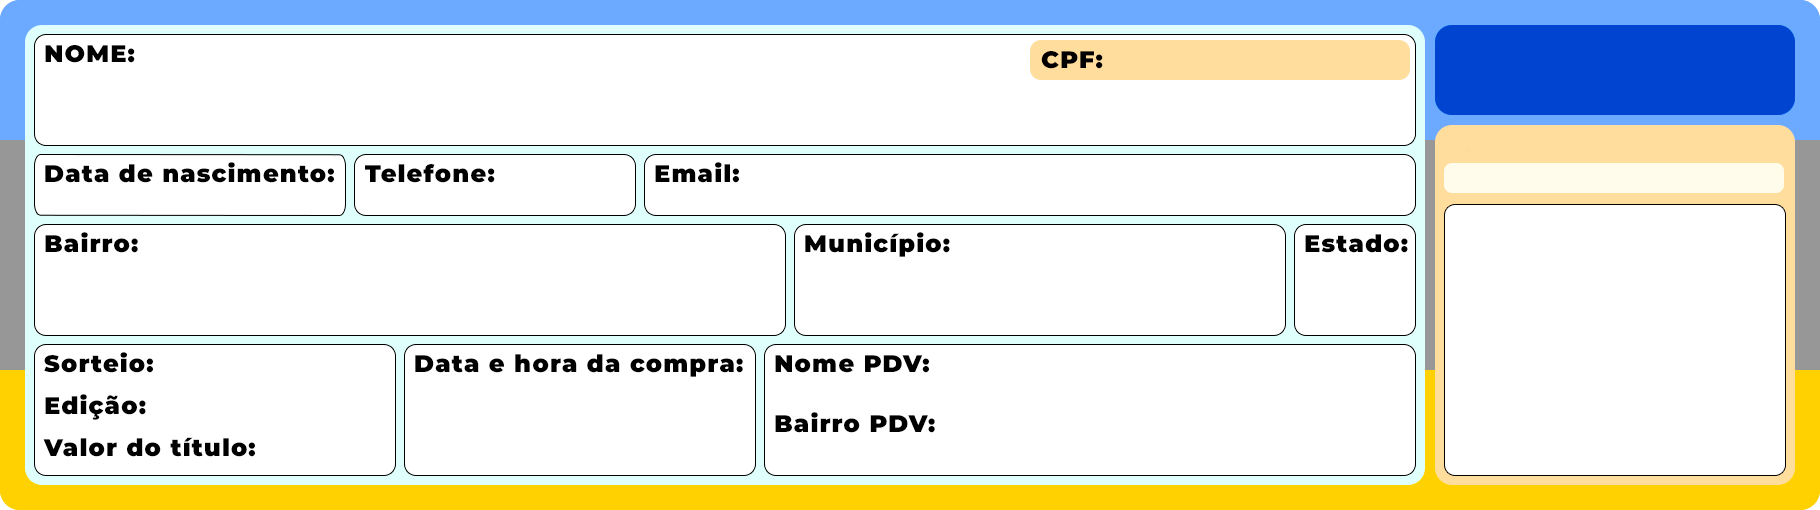 NOME:
CPF:
Data de nascimento:
Telefone:
Email:
Bairro:
Município:
Estado:
Sorteio:
Edição:
Valor do título:
Data e hora da compra:
Nome PDV:
Bairro PDV: